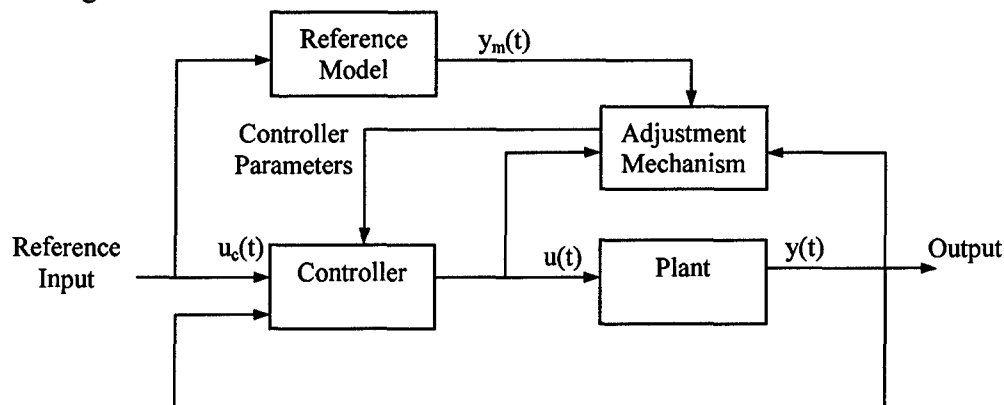 Reference
Model
y_m(t)
Adjustment
Mechanism
Controller
Parameters
Reference
Input
u_c(t)
Controller
u(t)
Plant
y(t)
Output